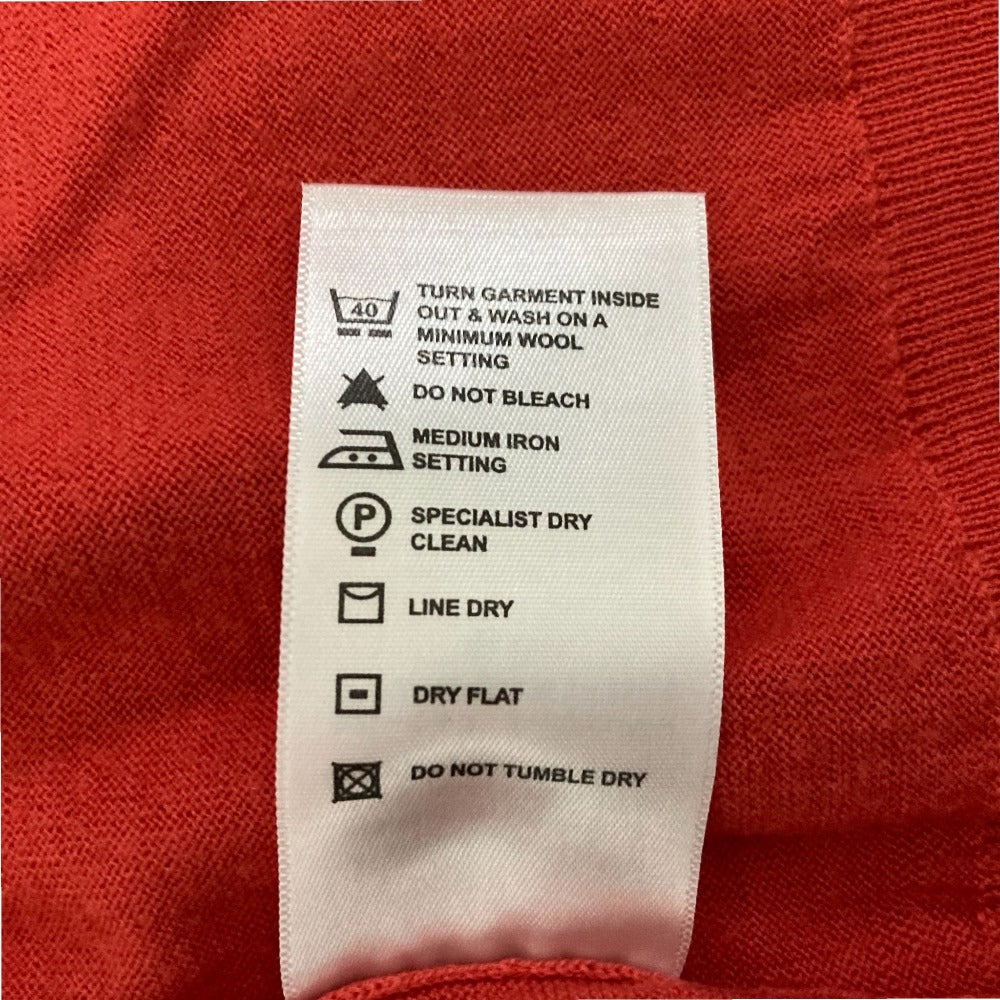 40
TURN GARMENT INSIDE
OUT & WASH ON A
MINIMUM WOOL
SETTING
DO NOT BLEACH
MEDIUM IRON
SETTING
P
SPECIALIST DRY
CLEAN
LINE DRY
DRY FLAT
DO NOT TUMBLE DRY